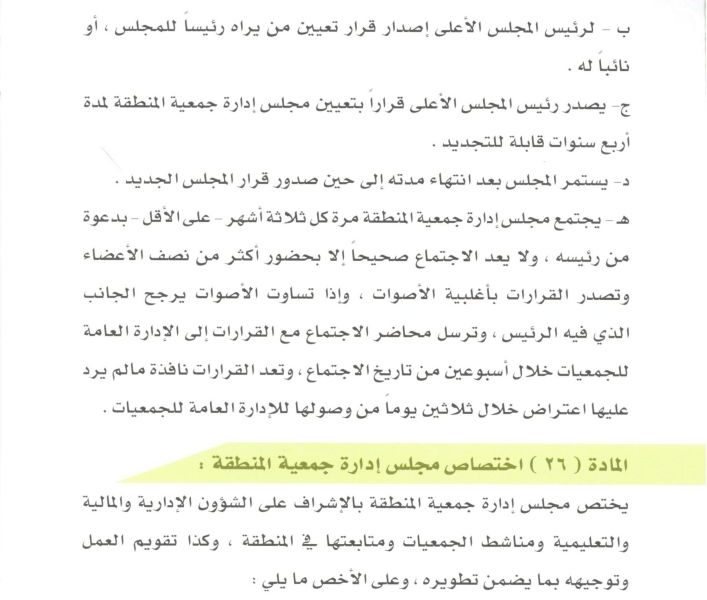 ب - لرئيس المجلس الأعلى إصدار قرار تعيين من يراه رئيساً للمجلس ، أو
نائباً له .
ج- يصدر رئيس المجلس الأعلى قراراً بتعيين مجلس إدارة جمعية المنطقة لمدة
أربع سنوات قابلة للتجديد .
د- يستمر المجلس بعد انتهاء مدته إلى حين صدور قرار المجلس الجديد .
هـ - يجتمع مجلس إدارة جمعية المنطقة مرة كل ثلاثة أشهر - على الأقل - بدعوة
من رئيسه ، ولا يعد الاجتماع صحيحاً إلا بحضور أكثر من نصف الأعضاء
وتصدر القرارات بأغلبية الأصوات ، وإذا تساوت الأصوات يرجح الجانب
الذي فيه الرئيس ، وترسل محاضر الاجتماع مع القرارات إلى الإدارة العامة
للجمعيات خلال أسبوعين من تاريخ الاجتماع ، وتعد القرارات نافذة مالم يرد
عليها اعتراض خلال ثلاثين يوماً من وصولها للإدارة العامة للجمعيات .
المادة ( ٢٦ ) اختصاص مجلس إدارة جمعية المنطقة :
يختص مجلس إدارة جمعية المنطقة بالإشراف على الشؤون الإدارية والمالية
والتعليمية ومناشط الجمعيات ومتابعتها في المنطقة ، وكذا تقويم العمل
وتوجيهه بما يضمن تطويره ، وعلى الأخص ما يلي :